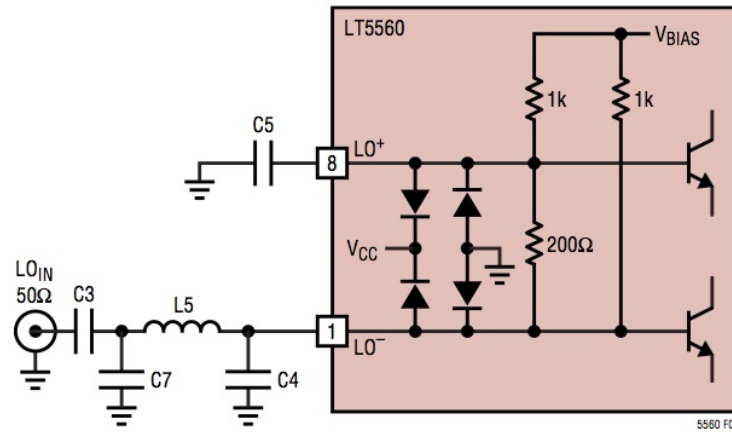 LT5560
VBIAS
1k
1k
C5
8
LO+
VCC
200Ω
LOIN
50Ω
C3
L5
1
LO−
C7
C4
5560 F0